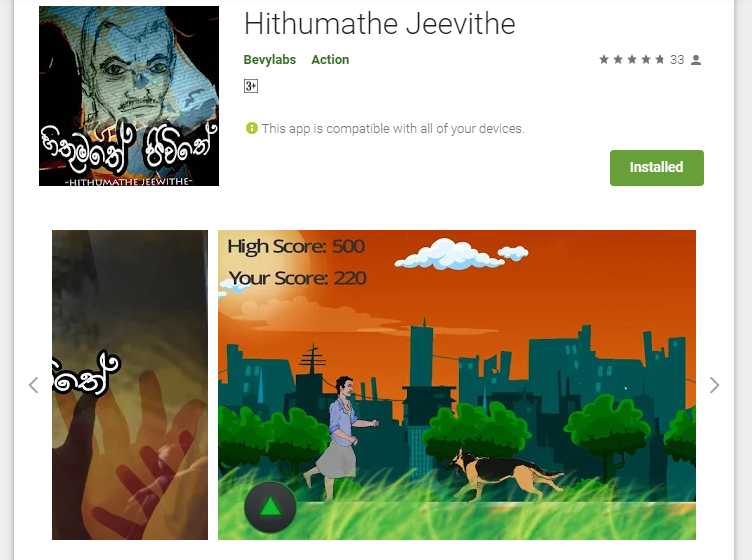 Hithumathe Jeevithe
Bevylabs Action
33
3+
This app is compatible with all of your devices.
Installed
හිතුමතේ ජීවිතේ
-HITHUMATHE JEEWITHE-
High Score: 500
Your Score: 220
විතේ